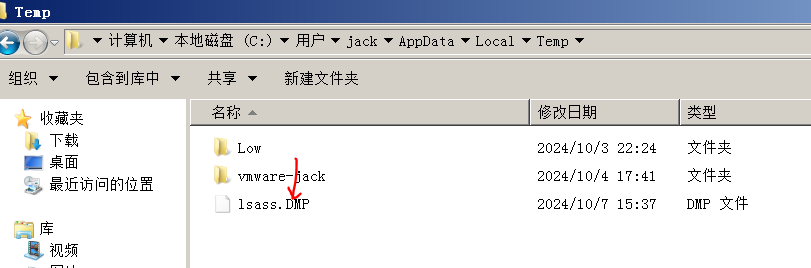 Temp
计算机 本地磁盘 (C:) 用户 jack AppData Local Temp
组织 包含到库中 共享 新建文件夹
名称 修改日期 类型
收藏夹
下载
桌面
最近访问的位置
库
视频
Low 2024/10/3 22:24 文件夹
vmware-jack 2024/10/4 17:41 文件夹
lsass.DMP 2024/10/7 15:37 DMP 文件